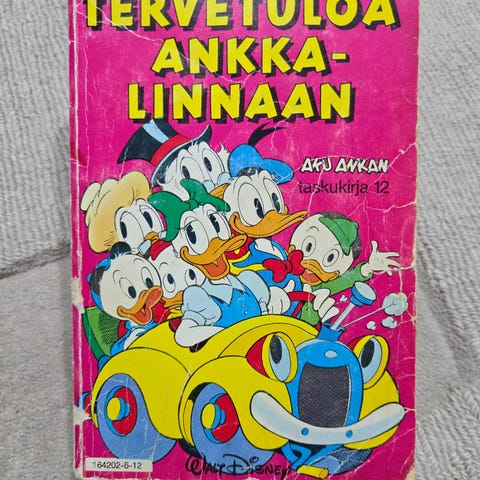 TERVETULOA
ANKKA-
LINNAAN
AKU ANKAN
taskukirja 12
164202-6-12
WALT DISNEY